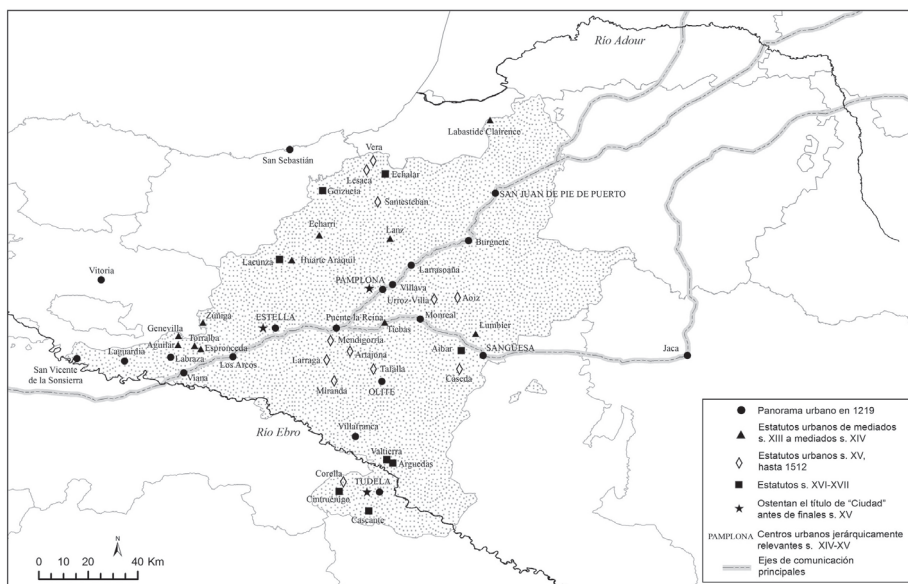 Río Adour
Labastide Clairence
San Sebastián
Vera
Lesaca
Echalar
Goizueta
Santesteban
SAN JUAN DE PIE DE PUERTO
Echarri
Lanz
Burguete
Lacunza
Huarte Araquil
Larrasoaña
Vitoria
PAMPLONA
Villava
Urroz-Villa
Aoiz
Zúñiga
ESTELLA
Puente-la-Reina
Monreal
Tiebas
Lumbier
Genevilla
Torralba
Aguilar
Espronceda
Mendigorría
Artajona
Aibar
SANGÜESA
Jaca
San Vicente
de la Sonsierra
Laguardia
Labraza
Los Arcos
Larraga
Tafalla
Caseda
Viana
Miranda
OLITE
Río Ebro
Villafranca
Valtierra
Arguedas
Corella
TUDELA
Cintruénigo
Cascante
N
0 10 20 40 Km
Panorama urbano en 1219
Estatutos urbanos de mediados
s. XIII a mediados s. XIV
Estatutos urbanos s. XV,
hasta 1512
Estatutos s. XVI-XVII
Ostentan el título de “Ciudad”
antes de finales s. XV
PAMPLONA Centros urbanos jerárquicamente
relevantes s. XIV-XV
Ejes de comunicación
principales